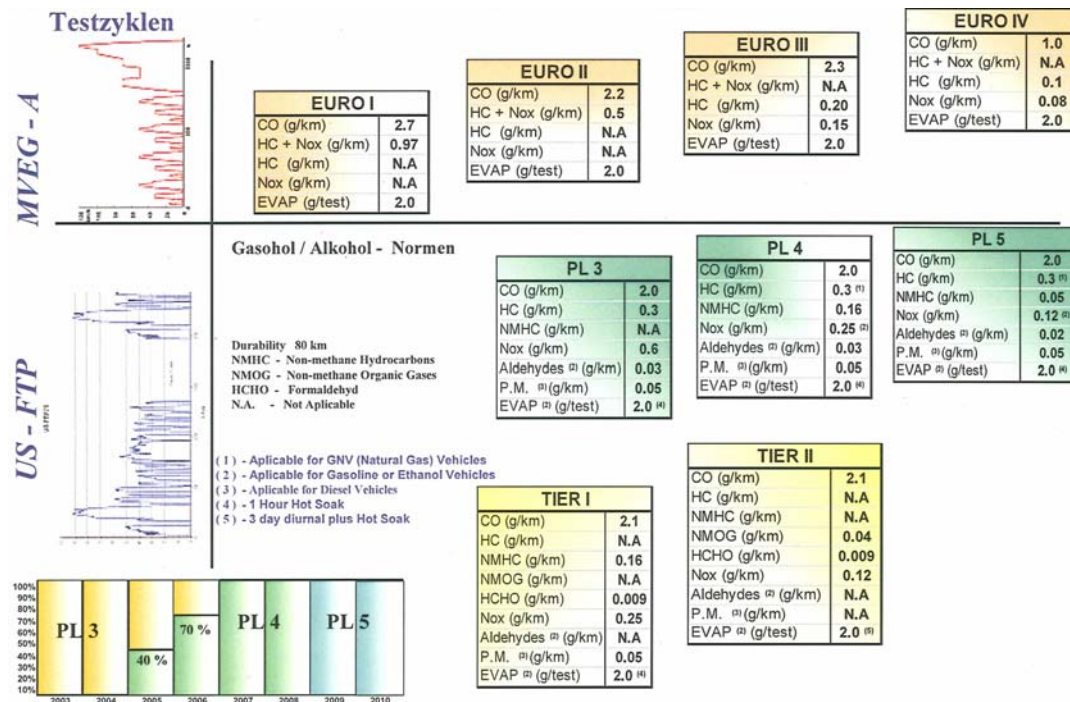 Testzyklen
MVEG - A
EURO I
CO (g/km) 2.7
HC + Nox (g/km) 0.97
HC (g/km) N.A
Nox (g/km) N.A
EVAP (g/test) 2.0
EURO II
CO (g/km) 2.2
HC + Nox (g/km) 0.5
HC (g/km) N.A
Nox (g/km) N.A
EVAP (g/test) 2.0
EURO III
CO (g/km) 2.3
HC + Nox (g/km) N.A
HC (g/km) 0.20
Nox (g/km) 0.15
EVAP (g/km) 2.0
EURO IV
CO (g/km) 1.0
HC + Nox (g/km) N.A
HC (g/km) 0.1
Nox (g/km) 0.08
EVAP (g/test) 2.0
US - FTP
Gasohol / Alkohol - Normen
Durability 80 km
NMHC - Non-methane Hydrocarbons
NMOG - Non-methane Organic Gases
HCHO - Formaldehyd
N.A. - Not Aplicable
(1) - Aplicable for GNV (Natural Gas) Vehicles
(2) - Aplicable for Gasoline or Ethanol Vehicles
(3) - Aplicable for Diesel Vehicles
(4) - 1 Hour Hot Soak
(5) - 3 day diurnal plus Hot Soak
PL 3
CO (g/km) 2.0
HC (g/km) 0.3
NMHC (g/km) N.A
Nox (g/km) 0.6
Aldehydes (2) (g/km) 0.03
P.M. (3) (g/km) 0.05
EVAP (2) (g/test) 2.0 (4)
PL 4
CO (g/km) 2.0
HC (g/km) 0.3 (1)
NMHC (g/km) 0.16
Nox (g/km) 0.25 (2)
Aldehydes (2) (g/km) 0.03
P.M. (3) (g/km) 0.05
EVAP (2) (g/test) 2.0 (4)
PL 5
CO (g/km) 2.0
HC (g/km) 0.3 (1)
NMHC (g/km) 0.05
Nox (g/km) 0.12 (2)
Aldehydes (2) (g/km) 0.02
P.M. (3) (g/km) 0.05
EVAP (2) (g/test) 2.0 (4)
TIER I
CO (g/km) 2.1
HC (g/km) N.A
NMHC (g/km) 0.16
NMOG (g/km) N.A
HCHO (g/km) 0.009
Nox (g/km) 0.25
Aldehydes (2) (g/km) N.A
P.M. (3) (g/km) 0.05
EVAP (2) (g/test) 2.0 (4)
TIER II
CO (g/km) 2.1
HC (g/km) N.A
NMHC (g/km) N.A
NMOG (g/km) 0.04
HCHO (g/km) 0.009
Nox (g/km) 0.12
Aldehydes (2) (g/km) N.A
P.M. (3) (g/km) N.A
EVAP (2) (g/test) 2.0 (5)
100%
90%
80%
70%
60%
50%
40%
30%
20%
10%
PL 3
40 %
70 %
PL 4
PL 5
2003 2004 2005 2006 2007 2008 2009 2010